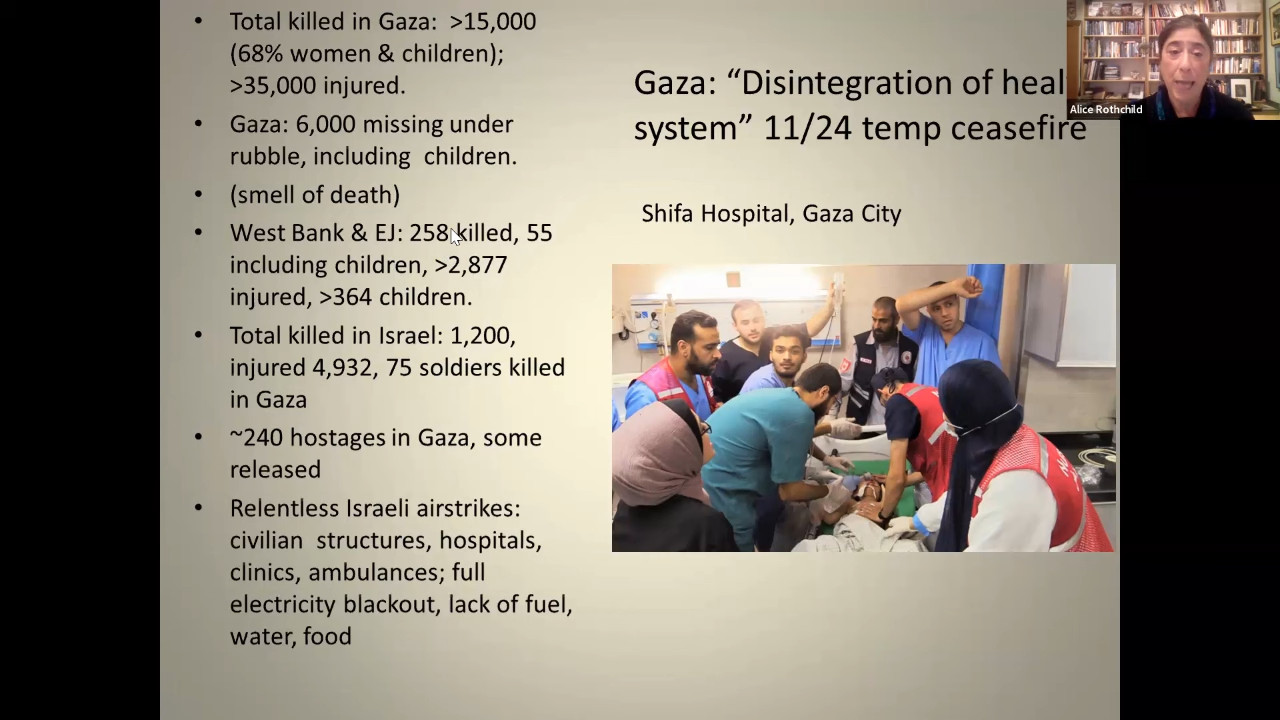 • Total killed in Gaza: >15,000
(68% women & children);
>35,000 injured.
• Gaza: 6,000 missing under
rubble, including children.
• (smell of death)
• West Bank & EJ: 258 killed, 55
including children, >2,877
injured, >364 children.
• Total killed in Israel: 1,200,
injured 4,932, 75 soldiers killed
in Gaza
• ~240 hostages in Gaza, some
released
• Relentless Israeli airstrikes:
civilian structures, hospitals,
clinics, ambulances; full
electricity blackout, lack of fuel,
water, food
Gaza: “Disintegration of heal
system” 11/24 temp ceasefire
Shifa Hospital, Gaza City
Alice Rothchild